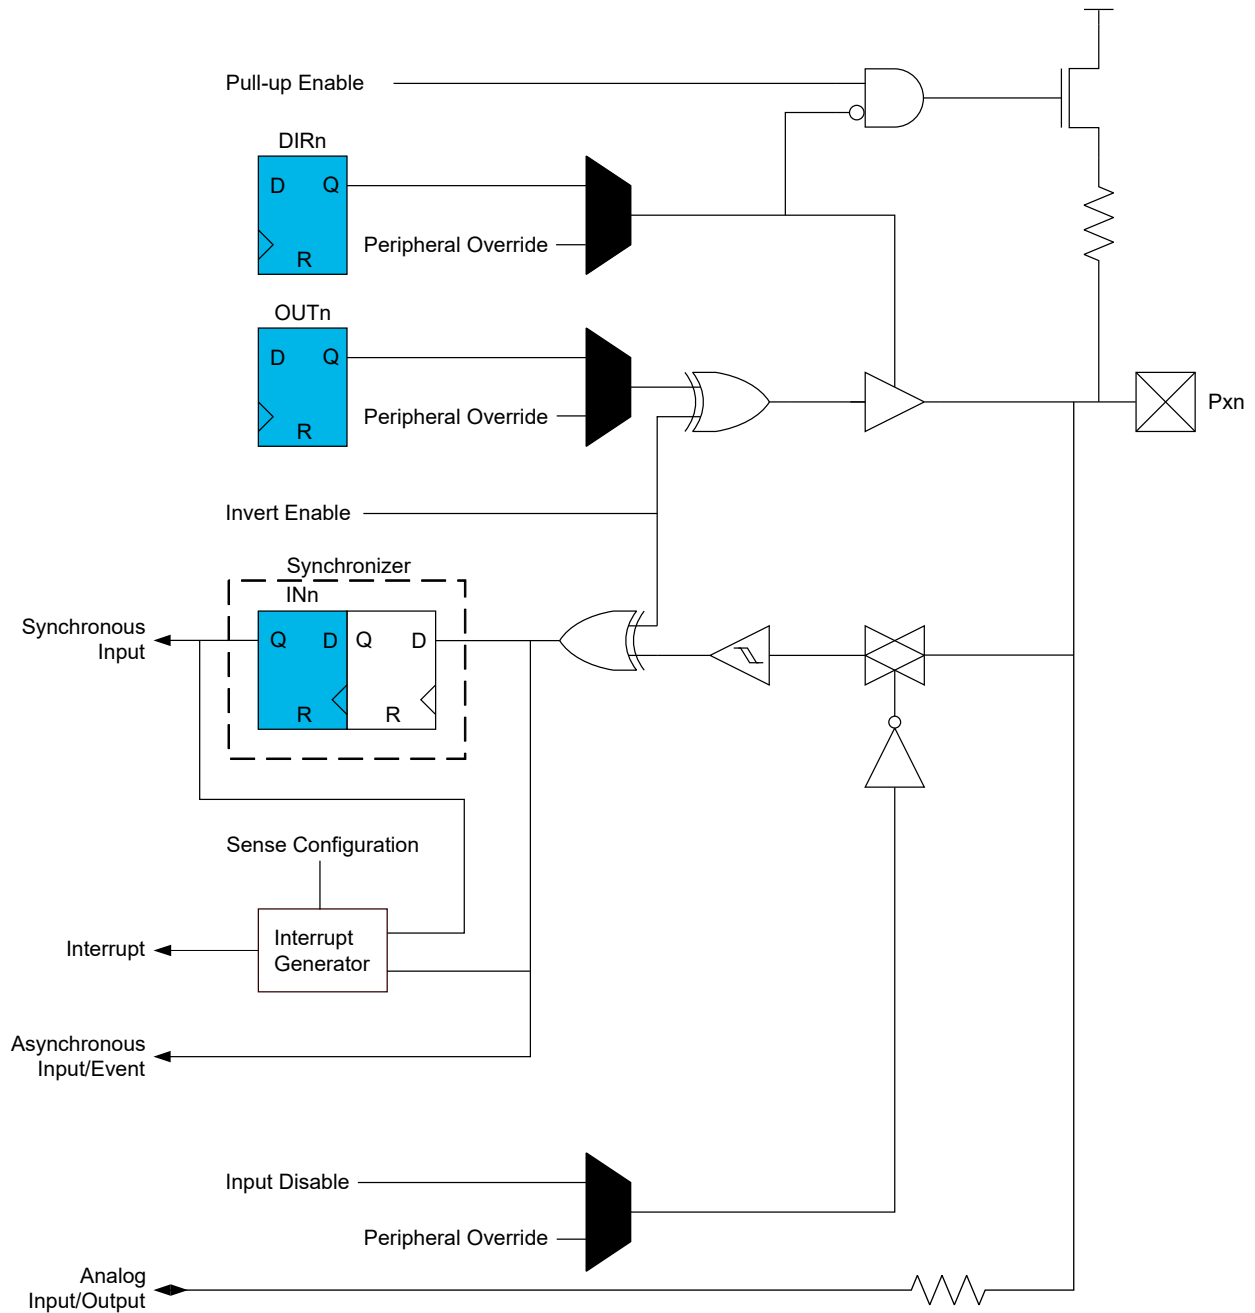 Pull-up Enable
DIRn
D Q
R
Peripheral Override
OUTn
D Q
R
Peripheral Override
Pxn
Invert Enable
Synchronizer
INn
Synchronous
Input
Q D Q D
R R
Sense Configuration
Interrupt
Interrupt
Generator
Asynchronous
Input/Event
Input Disable
Peripheral Override
Analog
Input/Output